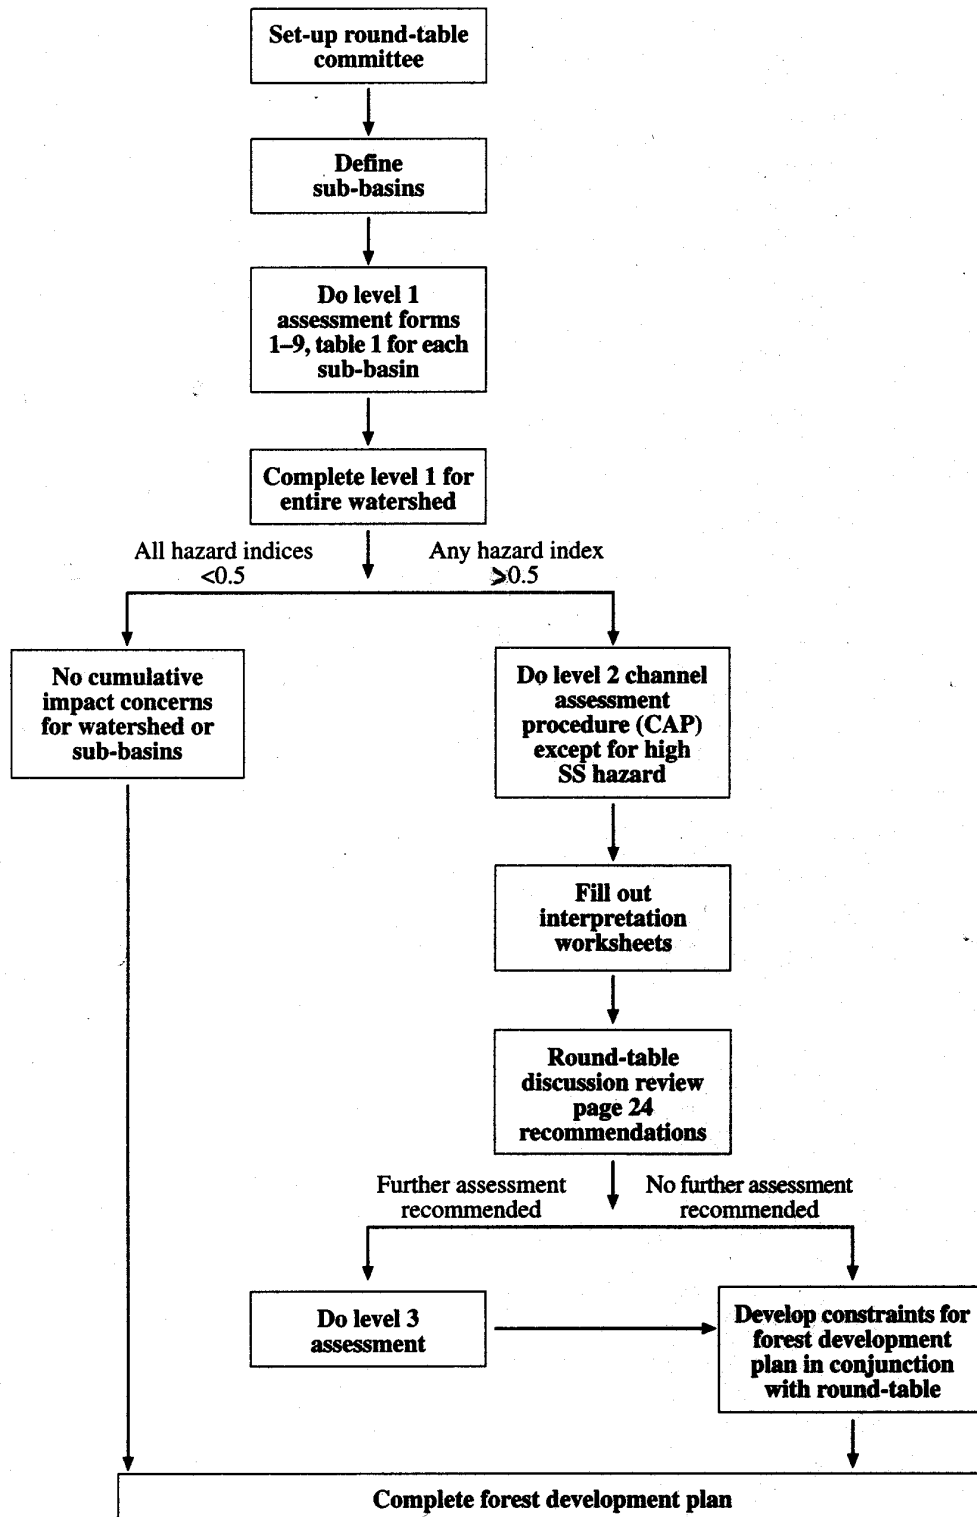 Set-up round-table
committee
Define
sub-basins
Do level 1
assessment forms
1–9, table 1 for each
sub-basin
Complete level 1 for
entire watershed
All hazard indices
<0.5
Any hazard index
⩾0.5
No cumulative
impact concerns
for watershed or
sub-basins
Do level 2 channel
assessment
procedure (CAP)
except for high
SS hazard
Fill out
interpretation
worksheets
Round-table
discussion review
page 24
recommendations
Further assessment
recommended
No further assessment
recommended
Do level 3
assessment
Develop constraints for
forest development
plan in conjunction
with round-table
Complete forest development plan